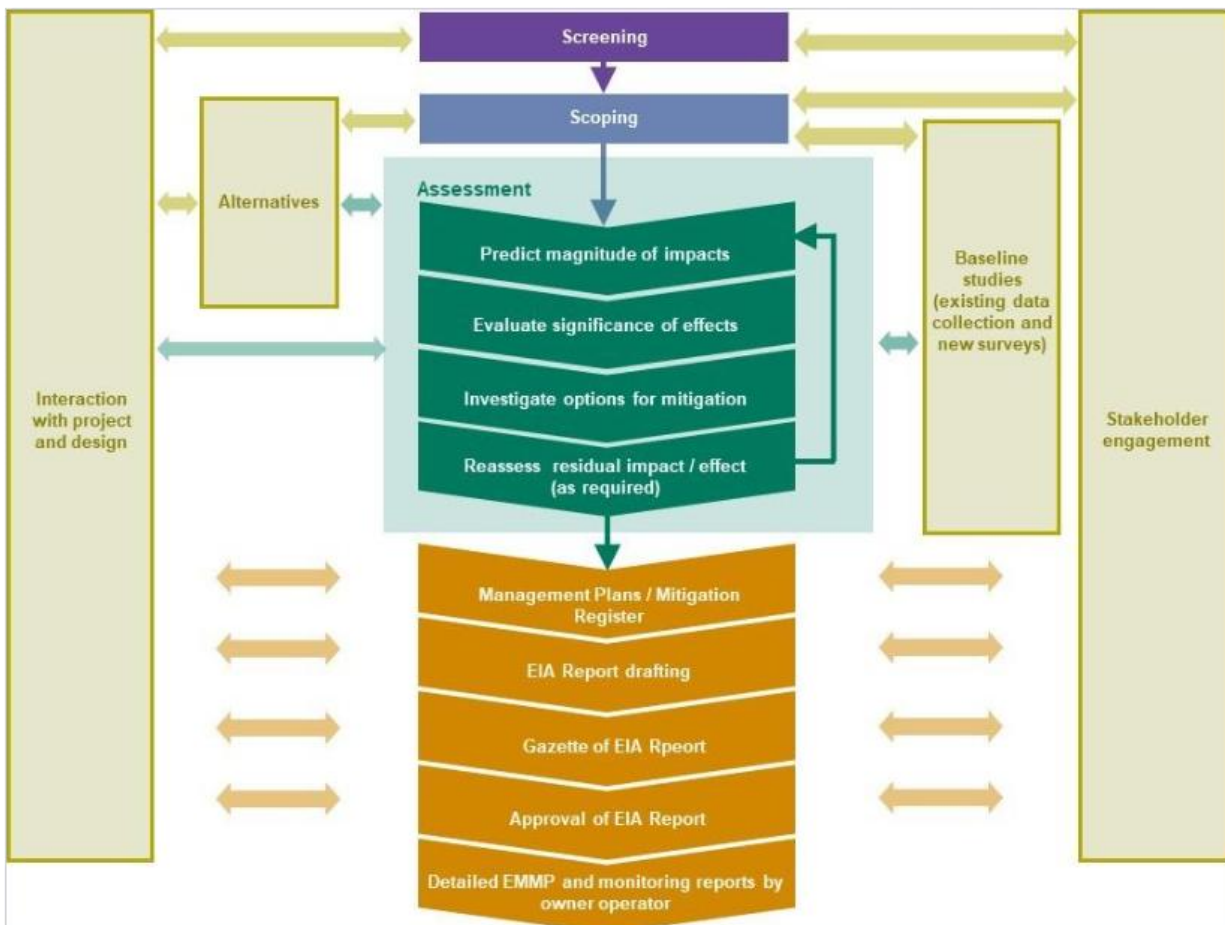 Screening
Scoping
Alternatives
Assessment
Predict magnitude of impacts
Evaluate significance of effects
Investigate options for mitigation
Reassess residual impact / effect
(as required)
Interaction
with project
and design
Baseline
studies
(existing data
collection and
new surveys)
Stakeholder
engagement
Management Plans / Mitigation
Register
EIA Report drafting
Gazette of EIA Rpeort
Approval of EIA Report
Detailed EMMP and monitoring reports by
owner operator